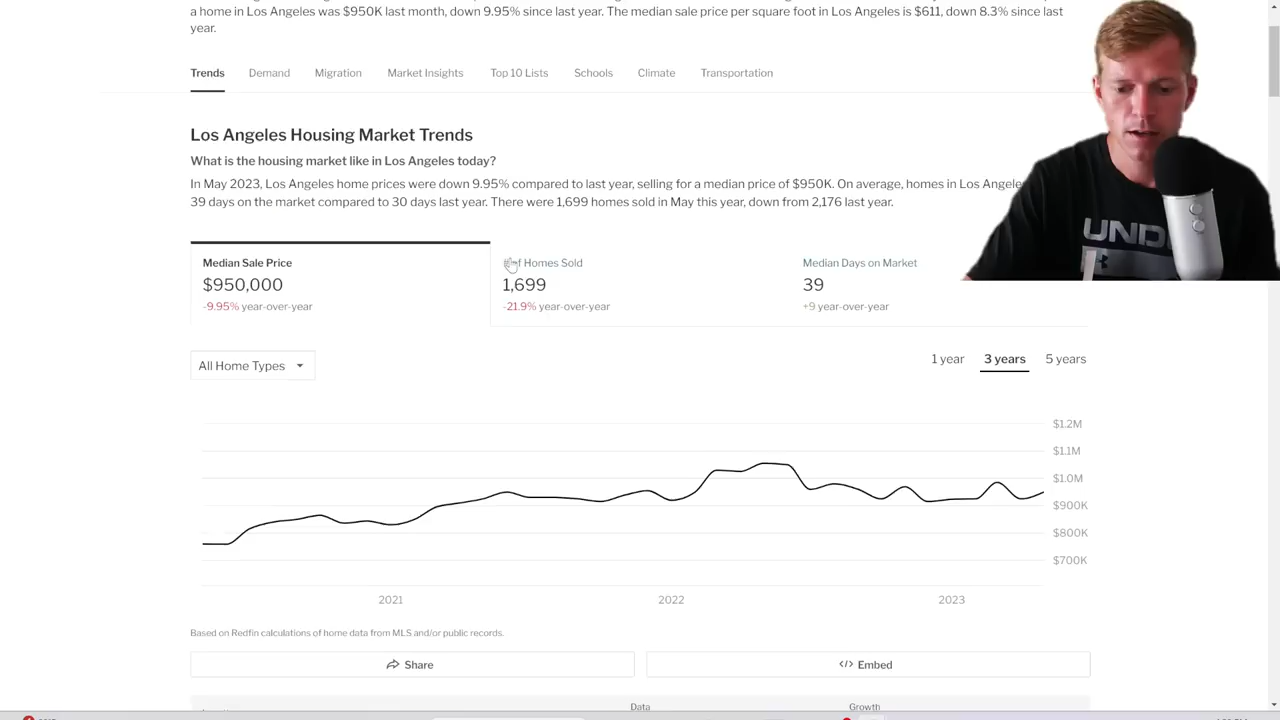 a home in Los Angeles was $950K last month, down 9.95% since last year. The median sale price per square foot in Los Angeles is $611, down 8.3% since last
year.
Trends Demand Migration Market Insights Top 10 Lists Schools Climate Transportation
Los Angeles Housing Market Trends
What is the housing market like in Los Angeles today?
In May 2023, Los Angeles home prices were down 9.95% compared to last year, selling for a median price of $950K. On average, homes in Los Angele
39 days on the market compared to 30 days last year. There were 1,699 homes sold in May this year, down from 2,176 last year.
Median Sale Price
$950,000
-9.95% year-over-year
of Homes Sold
1,699
-21.9% year-over-year
Median Days on Market
39
+9 year-over-year
UND
All Home Types
1 year 3 years 5 years
$1.2M
$1.1M
$1.0M
$900K
$800K
$700K
2021 2022 2023
Based on Redfin calculations of home data from MLS and/or public records.
Share
</> Embed
Data Growth